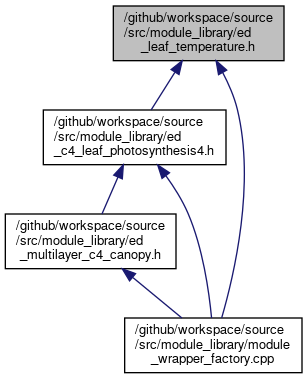 /github/workspace/source
/src/module_library/ed
_leaf_temperature.h
/github/workspace/source
/src/module_library/ed
_c4_leaf_photosynthesis4.h
/github/workspace/source
/src/module_library/ed
_multilayer_c4_canopy.h
/github/workspace/source
/src/module_library/module
_wrapper_factory.cpp